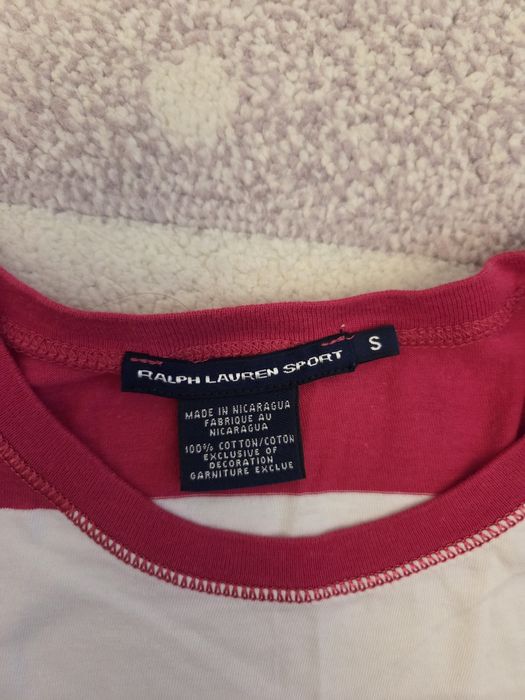 RALPH LAUREN SPORT
S
MADE IN NICARAGUA
FABRIQUE AU
NICARAGUA
100% COTTON/COTON
EXCLUSIVE OF
DECORATION
GARNITURE EXCLUE